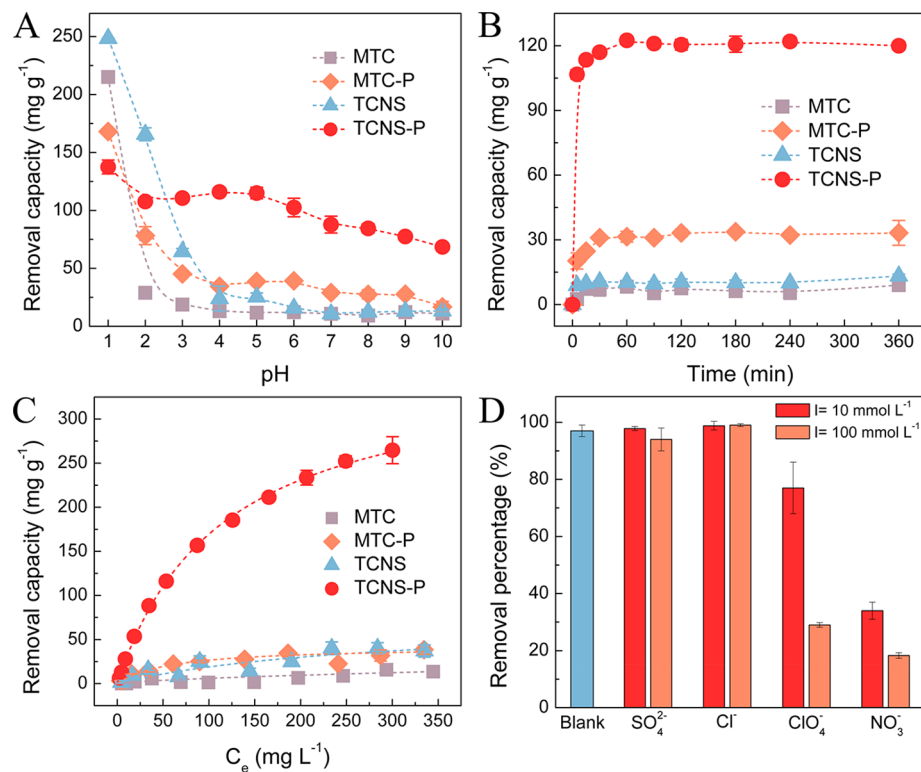 A
Removal capacity (mg g⁻¹)
250
200
150
100
50
0
MTC
MTC-P
TCNS
TCNS-P
1 2 3 4 5 6 7 8 9 10
pH
B
Removal capacity (mg g⁻¹)
120
90
60
30
0
MTC
MTC-P
TCNS
TCNS-P
0 60 120 180 240 300 360
Time (min)
C
Removal capacity (mg g⁻¹)
300
250
200
150
100
50
0
MTC
MTC-P
TCNS
TCNS-P
0 50 100 150 200 250 300 350
Cₑ (mg L⁻¹)
D
Removal percentage (%)
100
80
60
40
20
0
I= 10 mmol L⁻¹
I= 100 mmol L⁻¹
Blank SO₄²⁻ Cl⁻ ClO₄⁻ NO₃⁻